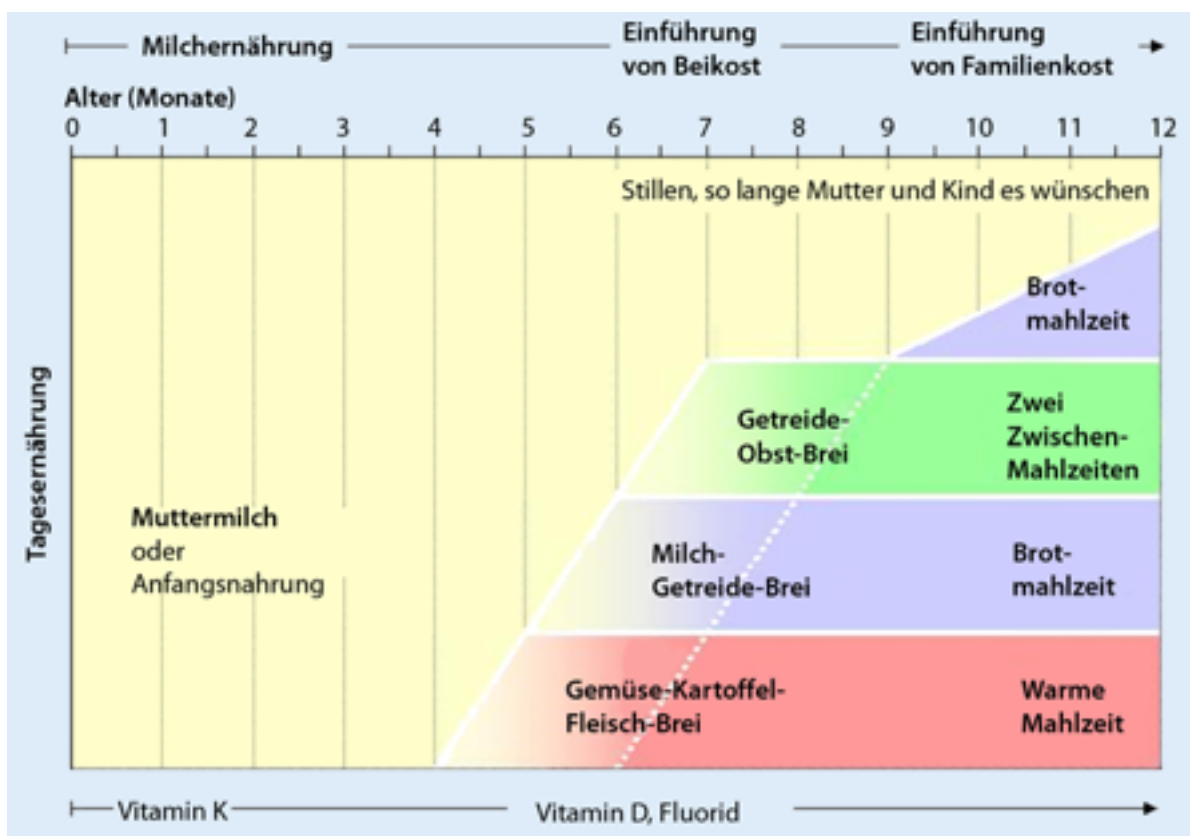 Milchernährung
Einführung
von Beikost
Einführung
von Familienkost
Alter (Monate)
0 1 2 3 4 5 6 7 8 9 10 11 12
Stillen, so lange Mutter und Kind es wünschen
Brot-
mahlzeit
Getreide-
Obst-Brei
Zwei
Zwischen-
Mahlzeiten
Tagesernährung
Muttermilch
oder
Anfangsnahrung
Milch-
Getreide-Brei
Brot-
mahlzeit
Gemüse-Kartoffel-
Fleisch-Brei
Warme
Mahlzeit
Vitamin K
Vitamin D, Fluorid